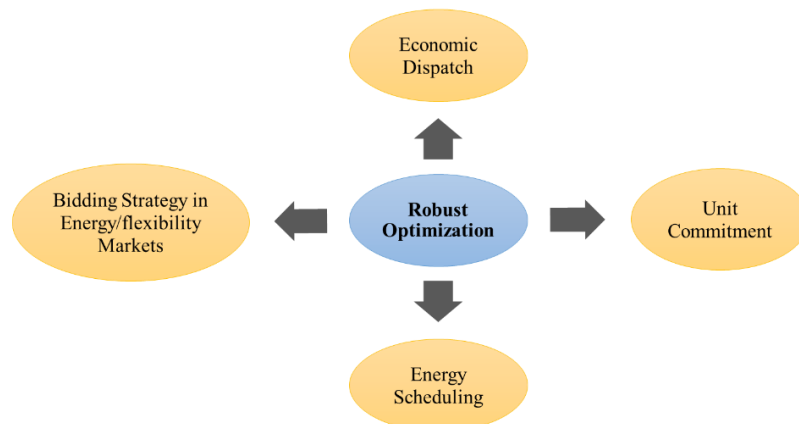 Economic
Dispatch
Bidding Strategy in
Energy/flexibility
Markets
Robust
Optimization
Unit
Commitment
Energy
Scheduling